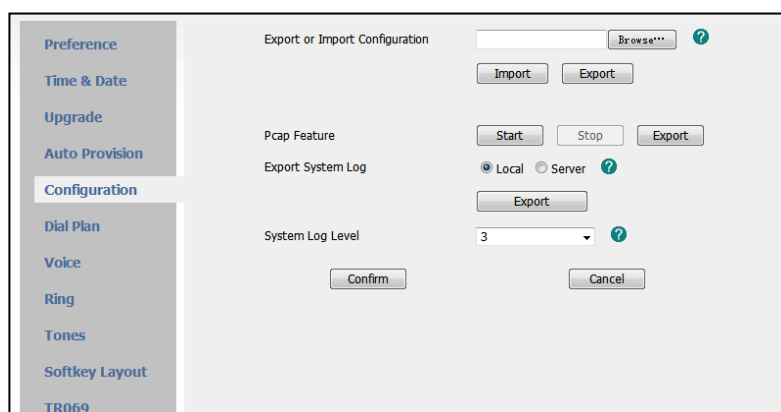 Preference
Time & Date
Upgrade
Auto Provision
Configuration
Dial Plan
Voice
Ring
Tones
Softkey Layout
TR069
Export or Import Configuration Browse... ?
Import Export
Pcap Feature Start Stop Export
Export System Log Local Server ?
Export
System Log Level 3 ?
Confirm Cancel